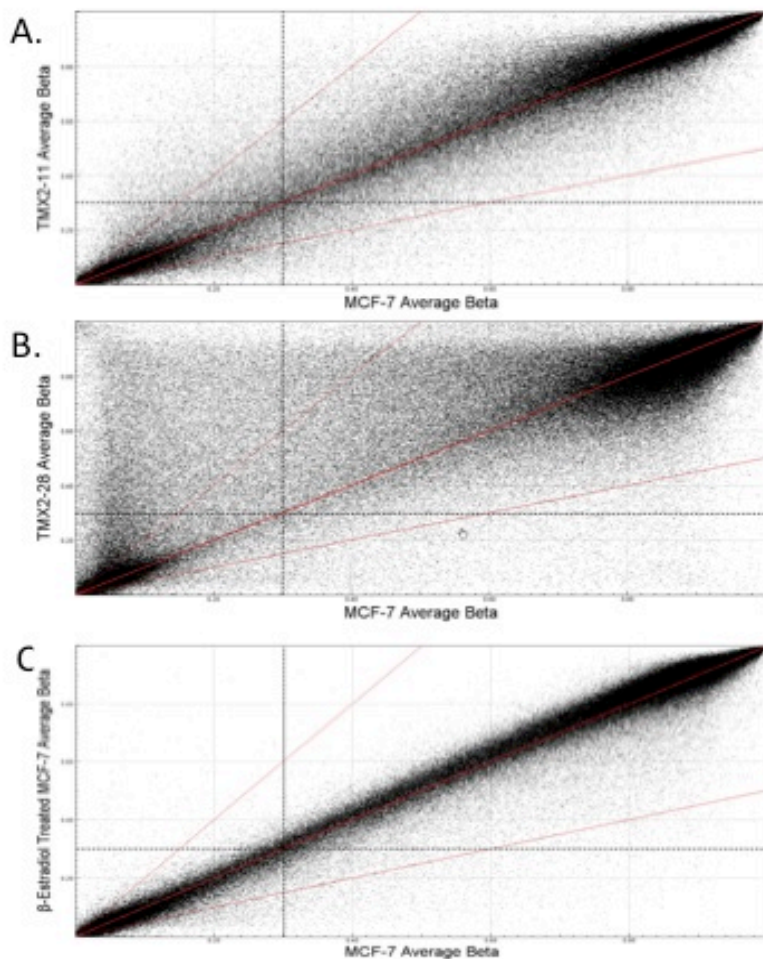 A.
TMX2-11 Average Beta
MCF-7 Average Beta
B.
TMX2-28 Average Beta
MCF-7 Average Beta
C
β-Estradiol Treated MCF-7 Average Beta
MCF-7 Average Beta